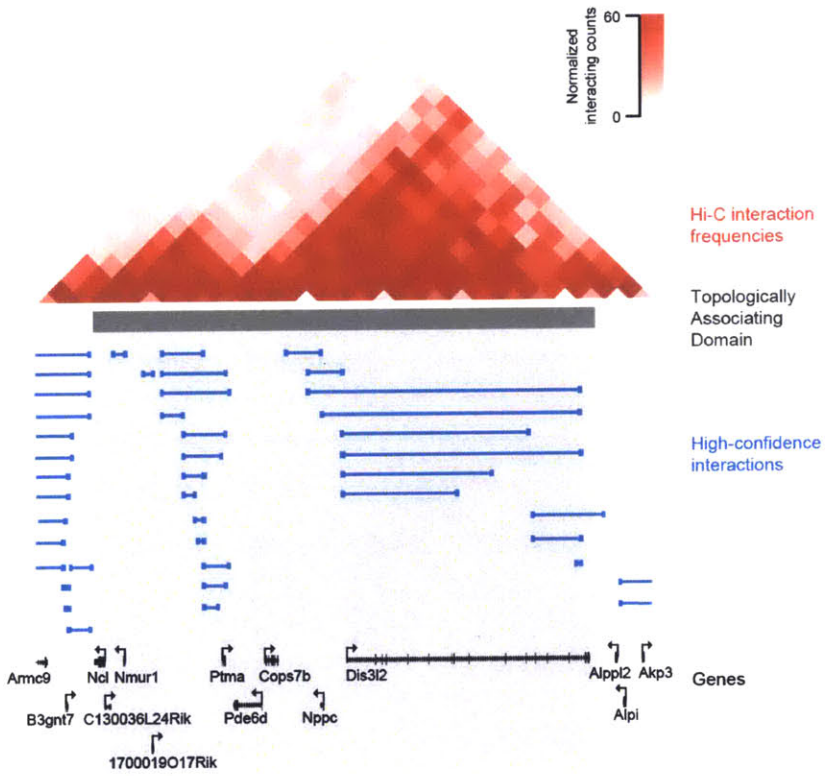 60
Normalized
interacting counts
0
Hi-C interaction
frequencies
Topologically
Associating
Domain
High-confidence
interactions
Armc9
Ncl
Nmur1
Ptma
Cops7b
Dis3l2
Alppl2
Akp3
Genes
B3gnt7
C130036L24Rik
Pde6d
Nppc
Alpi
1700019O17Rik